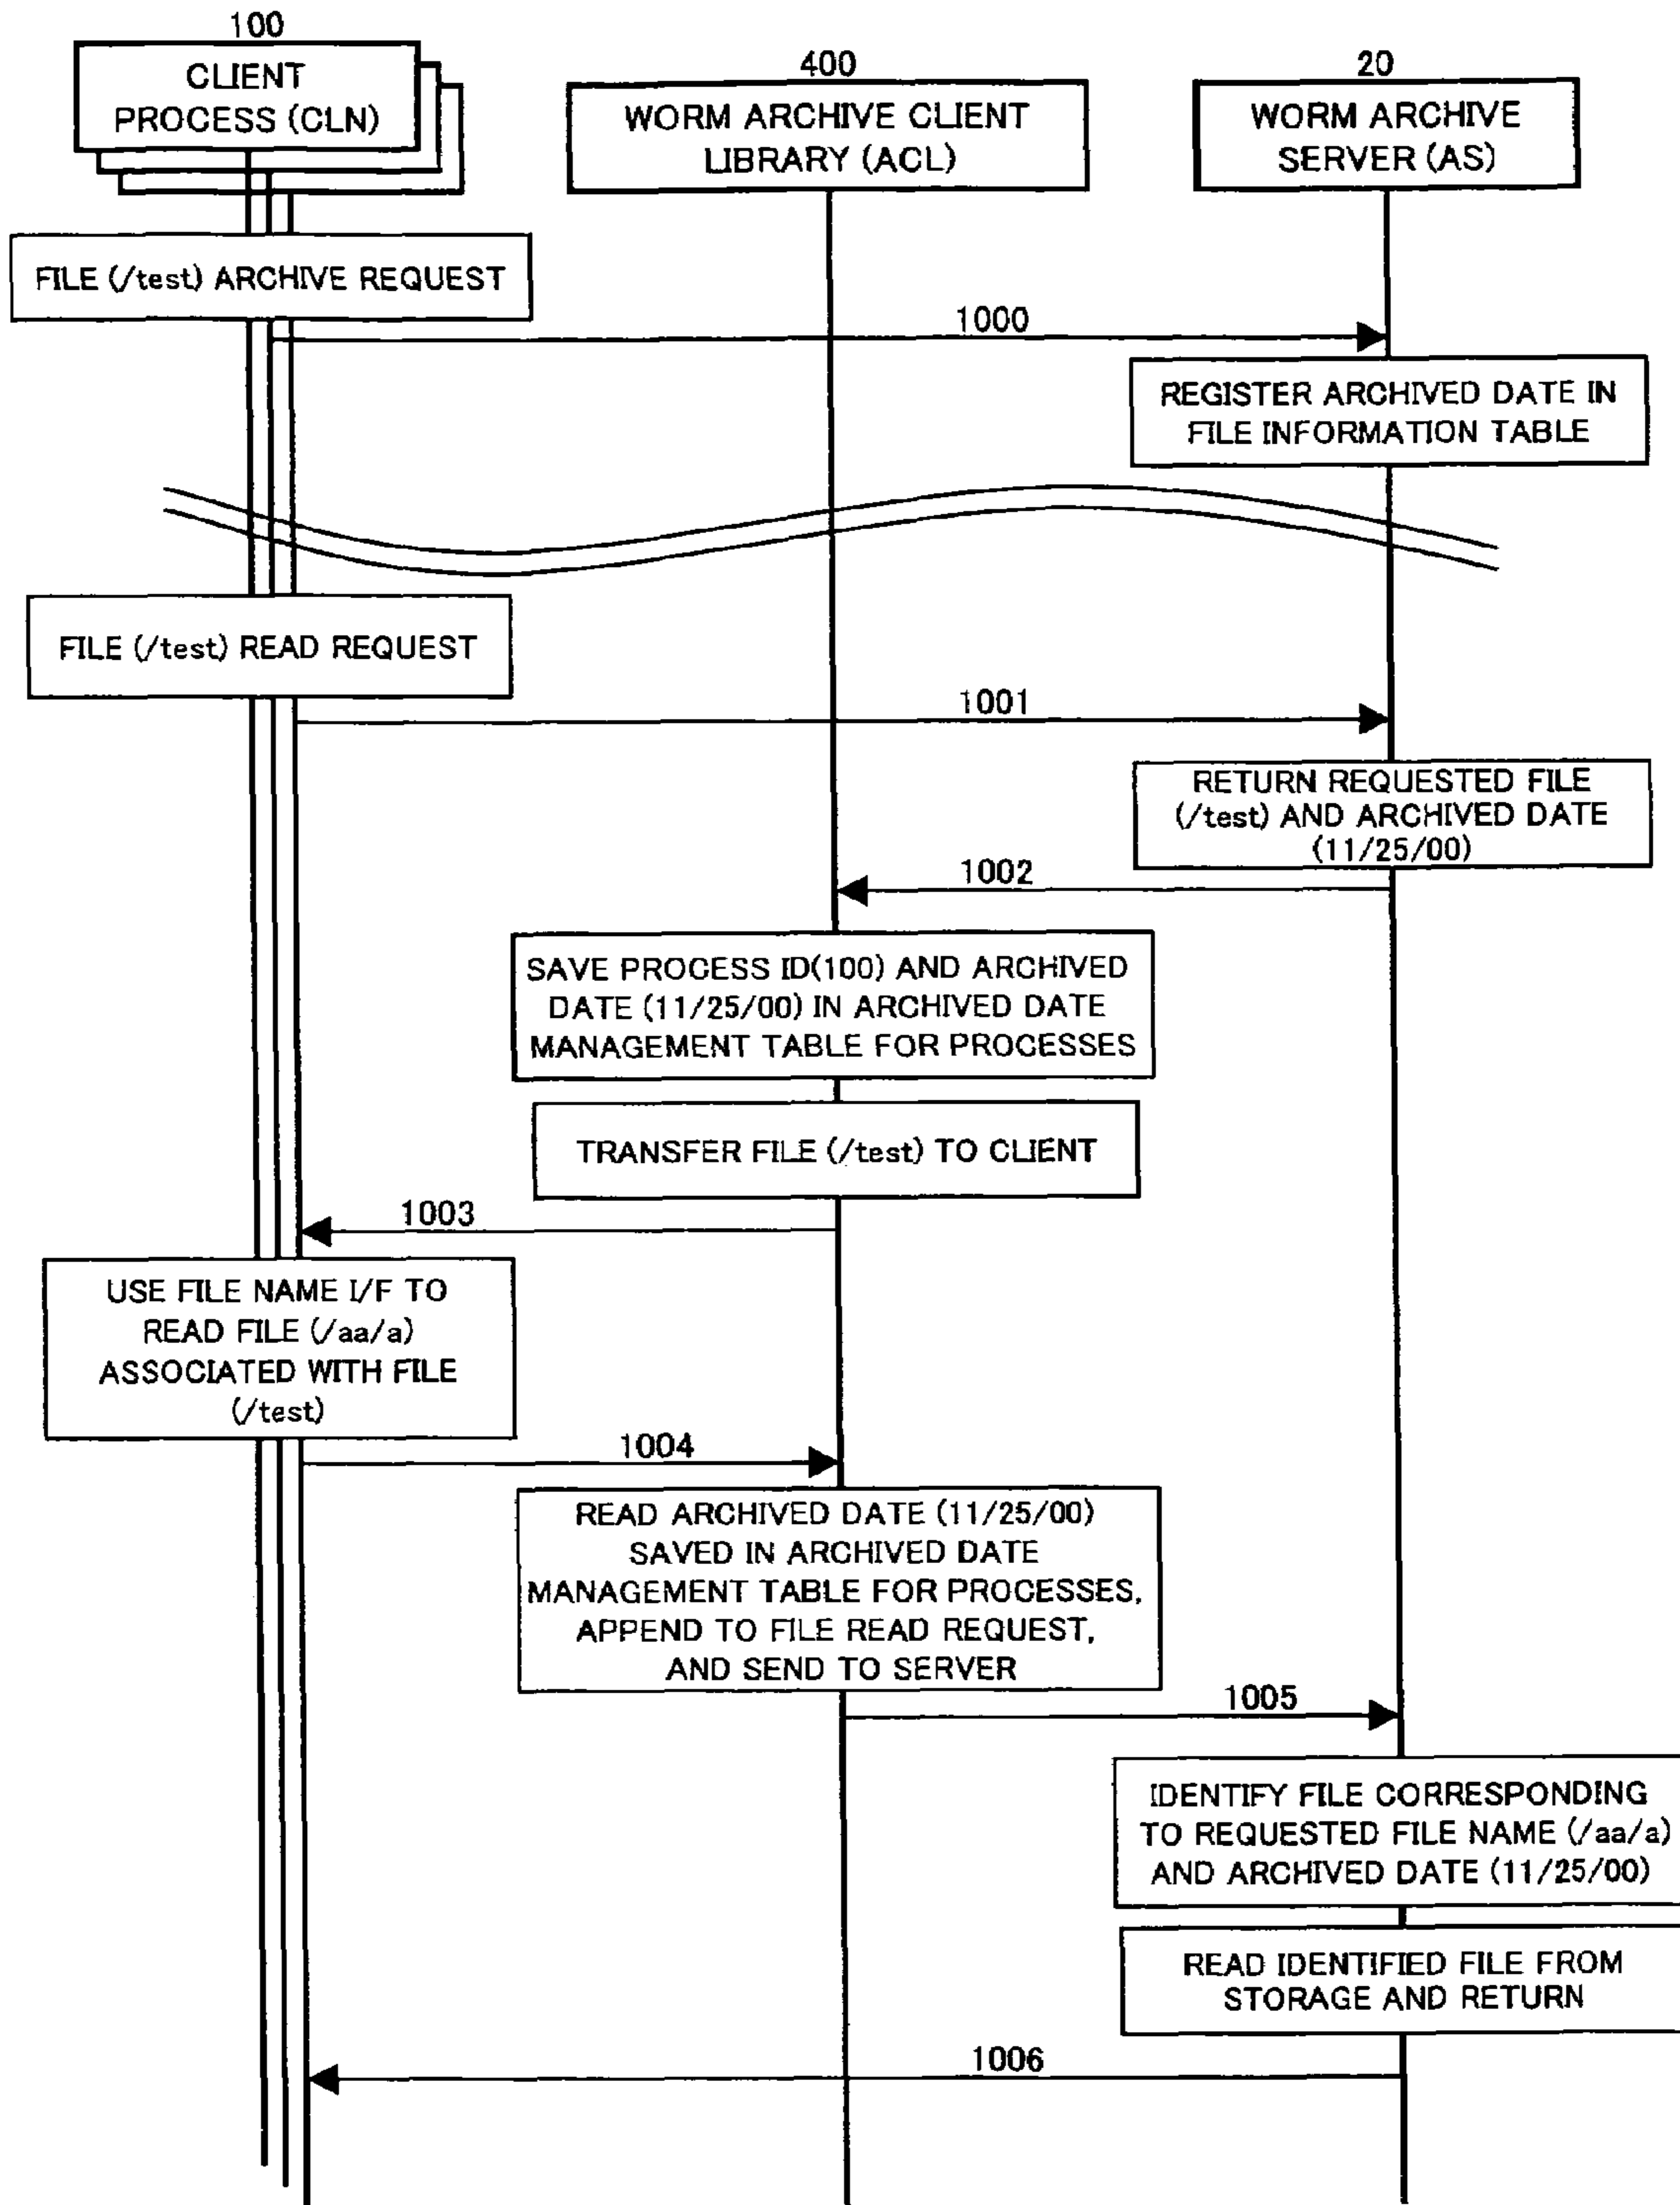 100
CLIENT
PROCESS (CLN)
400
WORM ARCHIVE CLIENT
LIBRARY (ACL)
20
WORM ARCHIVE
SERVER (AS)
FILE (/test) ARCHIVE REQUEST
1000
REGISTER ARCHIVED DATE IN
FILE INFORMATION TABLE
FILE (/test) READ REQUEST
1001
RETURN REQUESTED FILE
(/test) AND ARCHIVED DATE
(11/25/00)
1002
SAVE PROCESS ID(100) AND ARCHIVED
DATE (11/25/00) IN ARCHIVED DATE
MANAGEMENT TABLE FOR PROCESSES
TRANSFER FILE (/test) TO CLIENT
1003
USE FILE NAME I/F TO
READ FILE (/aa/a)
ASSOCIATED WITH FILE
(/test)
1004
READ ARCHIVED DATE (11/25/00)
SAVED IN ARCHIVED DATE
MANAGEMENT TABLE FOR PROCESSES,
APPEND TO FILE READ REQUEST,
AND SEND TO SERVER
1005
IDENTIFY FILE CORRESPONDING
TO REQUESTED FILE NAME (/aa/a)
AND ARCHIVED DATE (11/25/00)
READ IDENTIFIED FILE FROM
STORAGE AND RETURN
1006